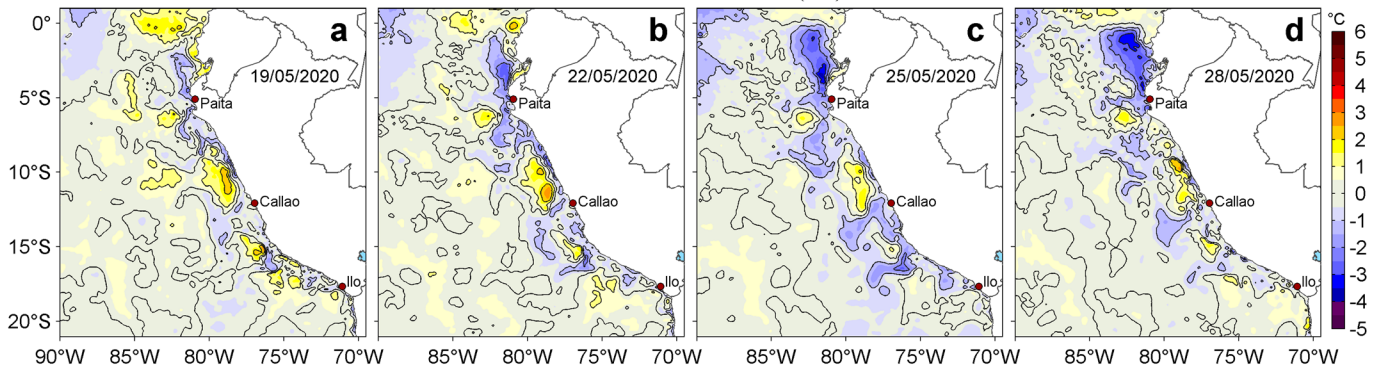 a
b
c
d
°C
19/05/2020
22/05/2020
25/05/2020
28/05/2020
Paita
Paita
Paita
Paita
Callao
Callao
Callao
Callao
Ilo
Ilo
Ilo
Ilo
0°
5°S
10°S
15°S
20°S
90°W 85°W 80°W 75°W 70°W
85°W 80°W 75°W 70°W
85°W 80°W 75°W 70°W
85°W 80°W 75°W 70°W
6
5
4
3
2
1
0
-1
-2
-3
-4
-5